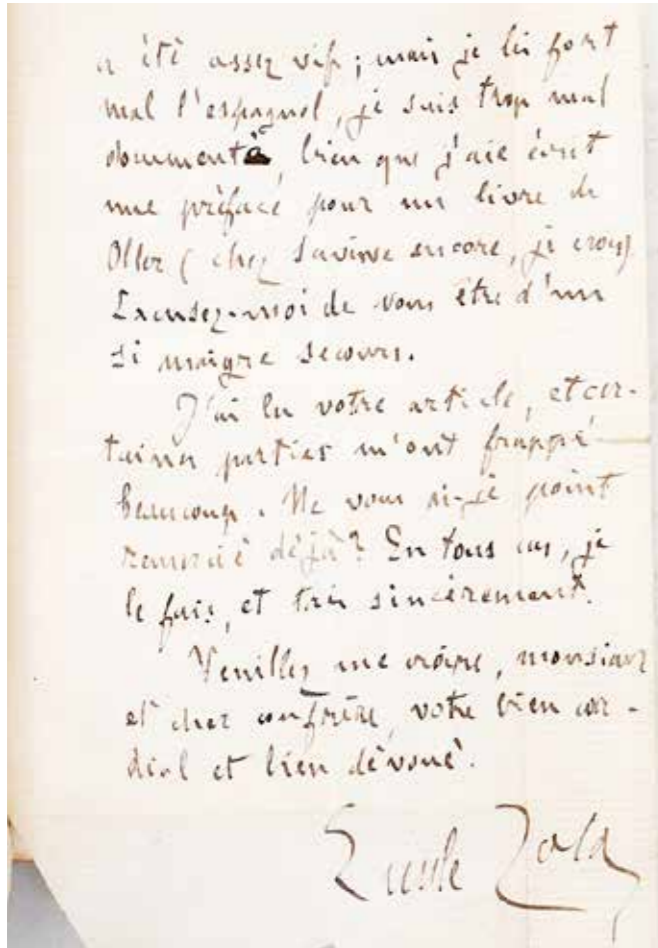 a été assez vif ; mais je lis fort
mal l'espagnol, je suis trop mal
documenté, bien que j'aie écrit
une préface pour un livre de
Oller (chez Savine encore, je crois)
Excusez-moi de vous être d'un
si maigre secours.
J'ai lu votre article, et cer-
taines parties m'ont frappé
beaucoup. Ne vous ai-je point
remercié déjà ? En tous cas, je
le fais, et très sincèrement.
Veuillez me croire, monsieur
et cher confrère, votre bien cor-
dial et bien dévoué.
Emile Zola